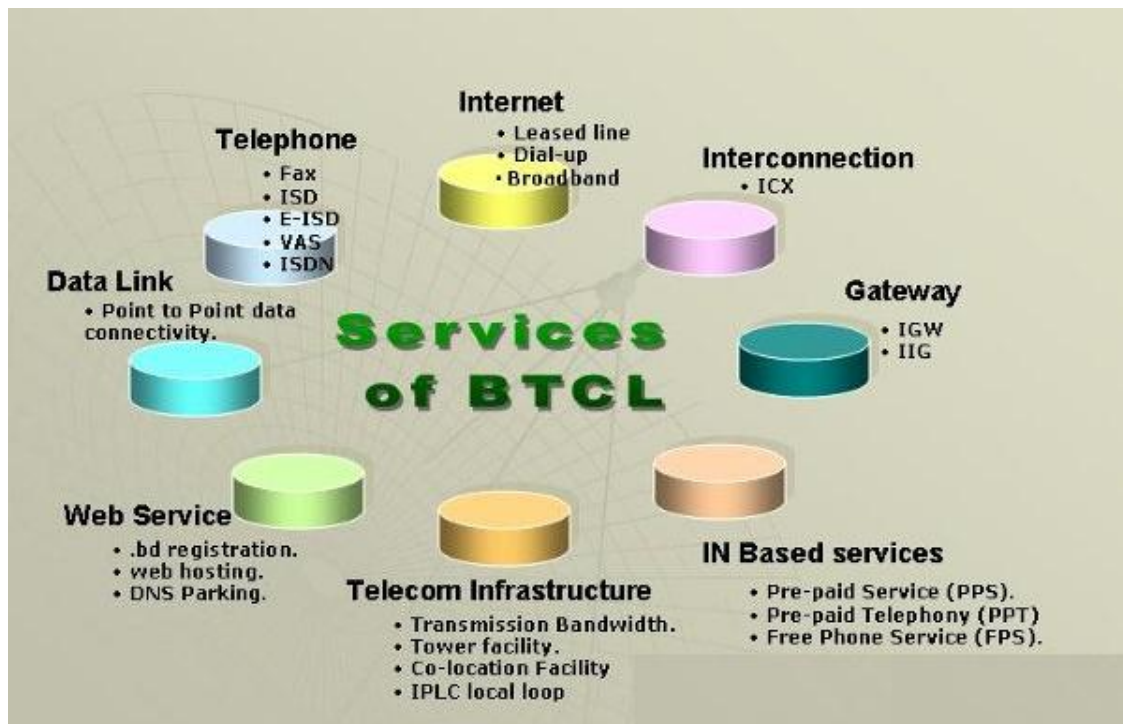 Internet
• Leased line
• Dial-up
• Broadband
Telephone
• Fax
• ISD
• E-ISD
• VAS
• ISDN
Interconnection
• ICX
Data Link
• Point to Point data
connectivity.
Gateway
• IGW
• IIG
Services
of BTCL
Web Service
• .bd registration.
• web hosting.
• DNS Parking.
Telecom Infrastructure
• Transmission Bandwidth.
• Tower facility.
• Co-location Facility
• IPLC local loop
IN Based services
• Pre-paid Service (PPS).
• Pre-paid Telephony (PPT)
• Free Phone Service (FPS).